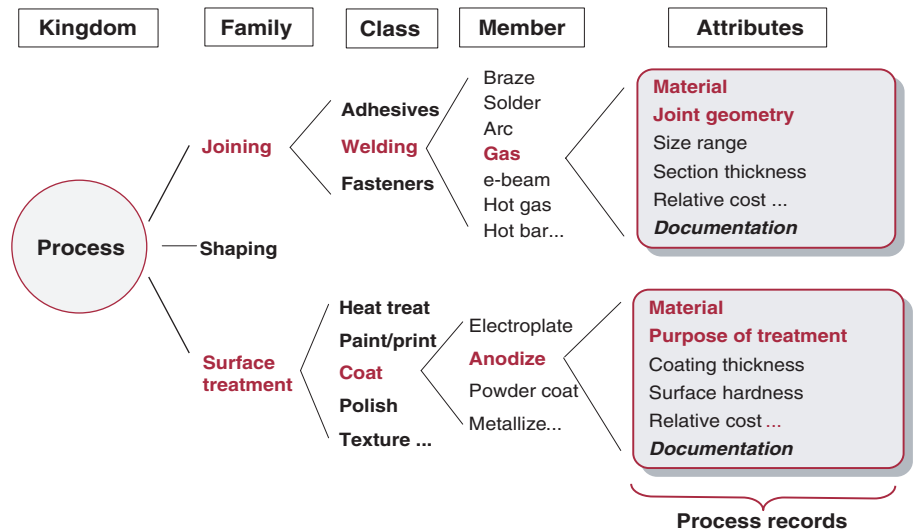 Kingdom
Family
Class
Member
Attributes
Process
Joining
Shaping
Surface
treatment
Adhesives
Welding
Fasteners
Braze
Solder
Arc
Gas
e-beam
Hot gas
Hot bar...
Material
Joint geometry
Size range
Section thickness
Relative cost ...
Documentation
Heat treat
Paint/print
Coat
Polish
Texture ...
Electroplate
Anodize
Powder coat
Metallize...
Material
Purpose of treatment
Coating thickness
Surface hardness
Relative cost ...
Documentation
Process records